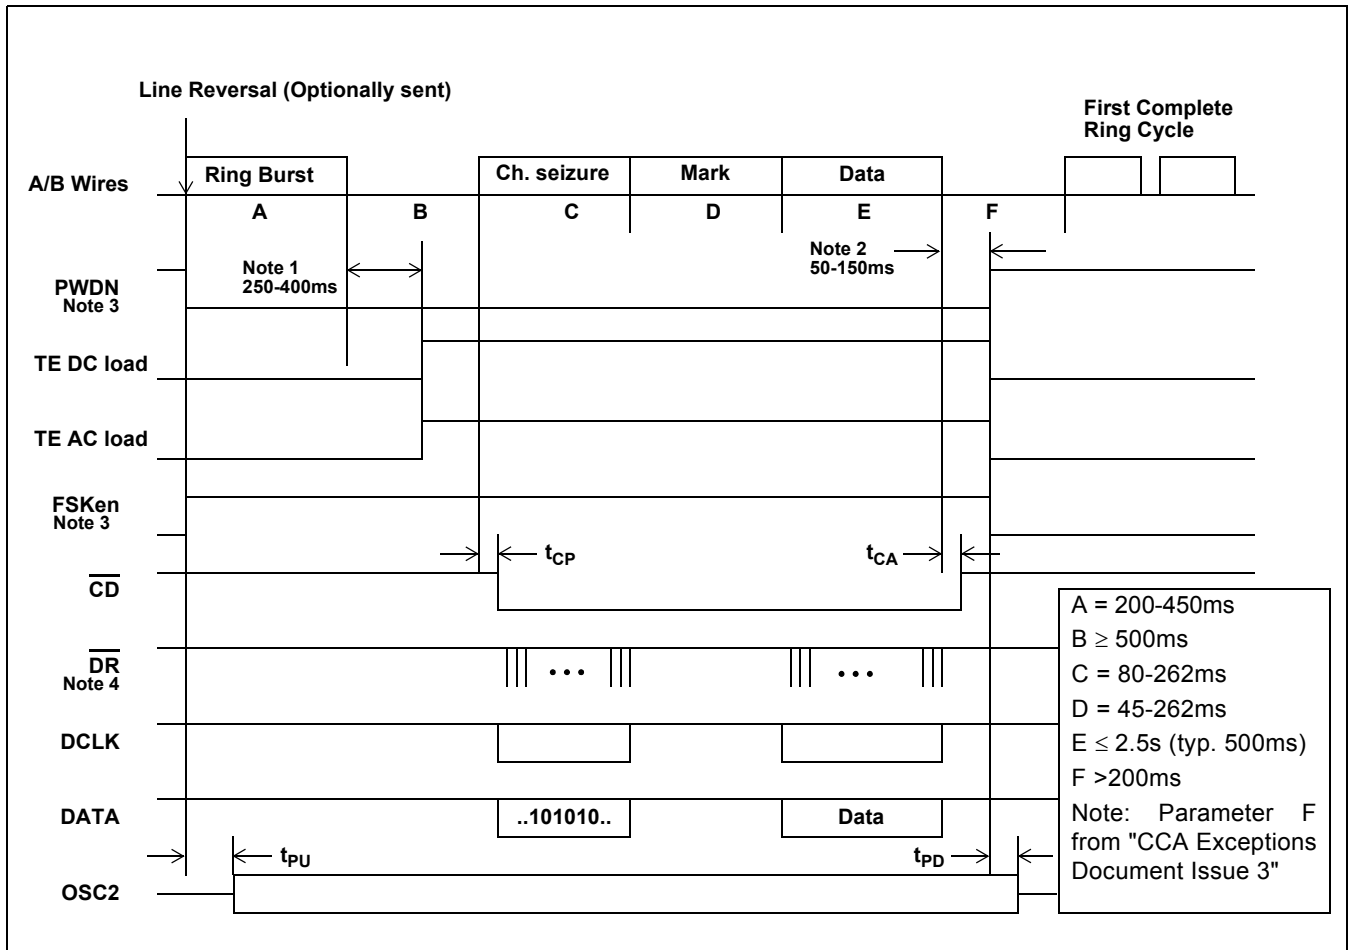 Line Reversal (Optionally sent)
First Complete
Ring Cycle
A/B Wires
Ring Burst
Ch. seizure
Mark
Data
A
B
C
D
E
F
Note 1
250-400ms
Note 2
50-150ms
PWDN
Note 3
TE DC load
TE AC load
FSKen
Note 3
tCP
tCA
CD
DR
Note 4
DCLK
DATA
..101010..
Data
tPU
tPD
OSC2
A = 200-450ms
B ≥ 500ms
C = 80-262ms
D = 45-262ms
E ≤ 2.5s (typ. 500ms)
F >200ms
Note: Parameter F
from "CCA Exceptions
Document Issue 3"